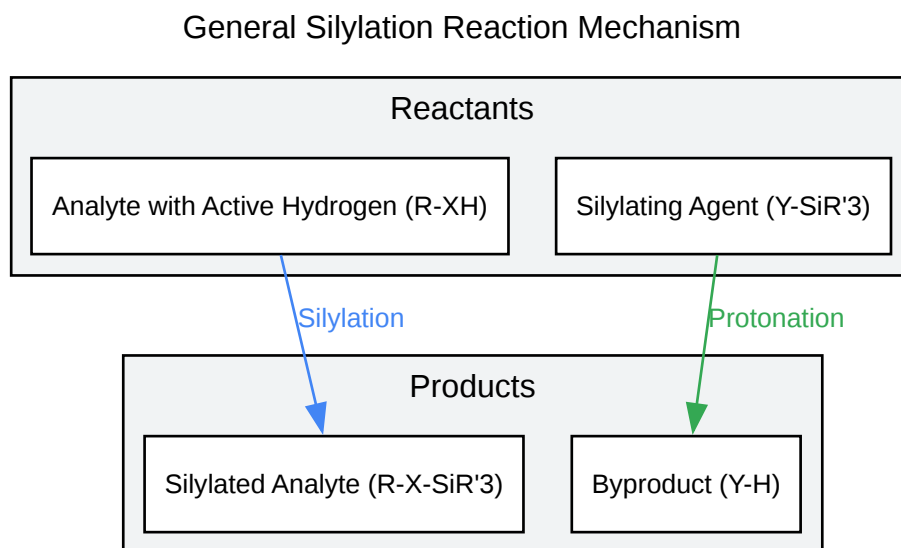 General Silylation Reaction Mechanism
Reactants
Analyte with Active Hydrogen (R-XH)
Silylating Agent (Y-SiR'3)
Silylation
Protonation
Products
Silylated Analyte (R-X-SiR'3)
Byproduct (Y-H)